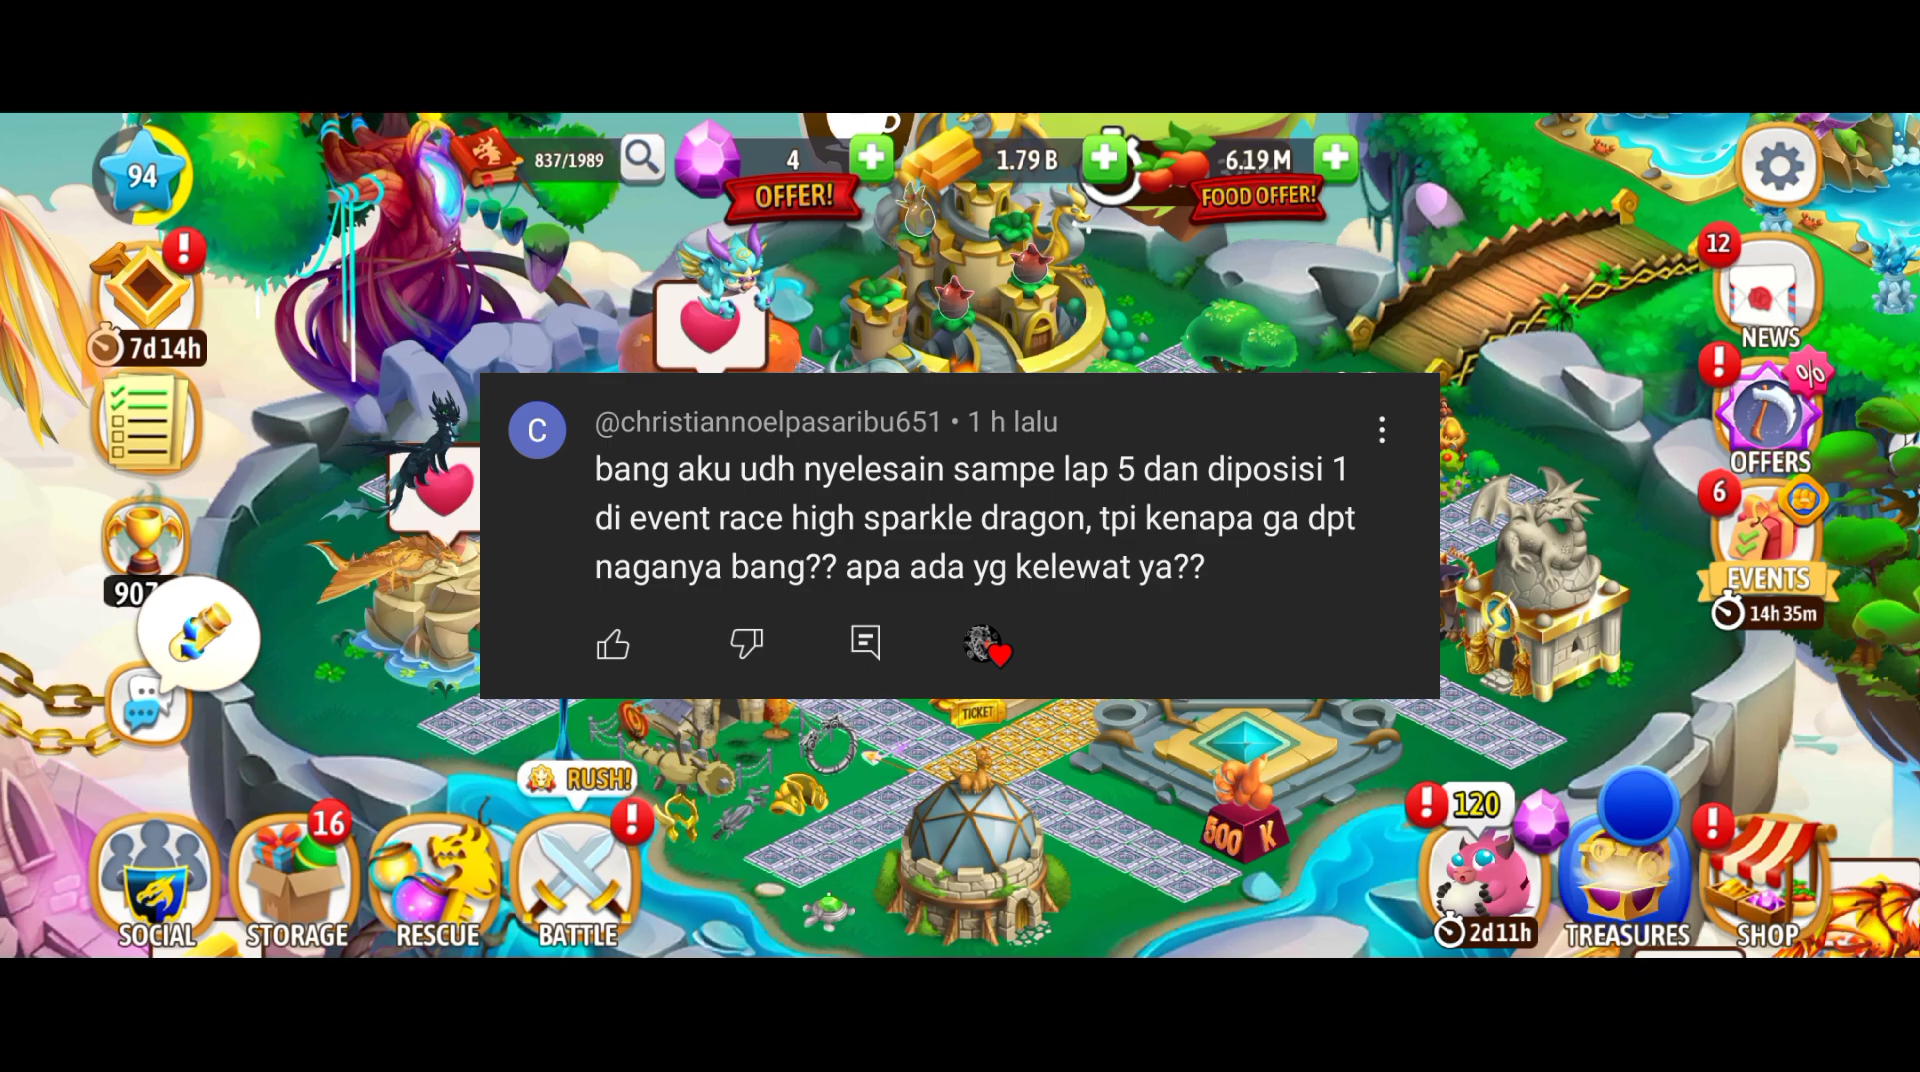 94
837/1989
4
1.79 B
6.19 M
OFFER!
FOOD OFFER!
7d 14h
12
NEWS
%
OFFERS
6
EVENTS
14h 35m
907
C
@christiannoelpasaribu651 • 1 h lalu
bang aku udh nyelesain sampe lap 5 dan diposisi 1
di event race high sparkle dragon, tpi kenapa ga dpt
naganya bang?? apa ada yg kelewat ya??
TICKET
RUSH!
500 K
120
16
SOCIAL
STORAGE
RESCUE
BATTLE
2d 11h
TREASURES
SHOP